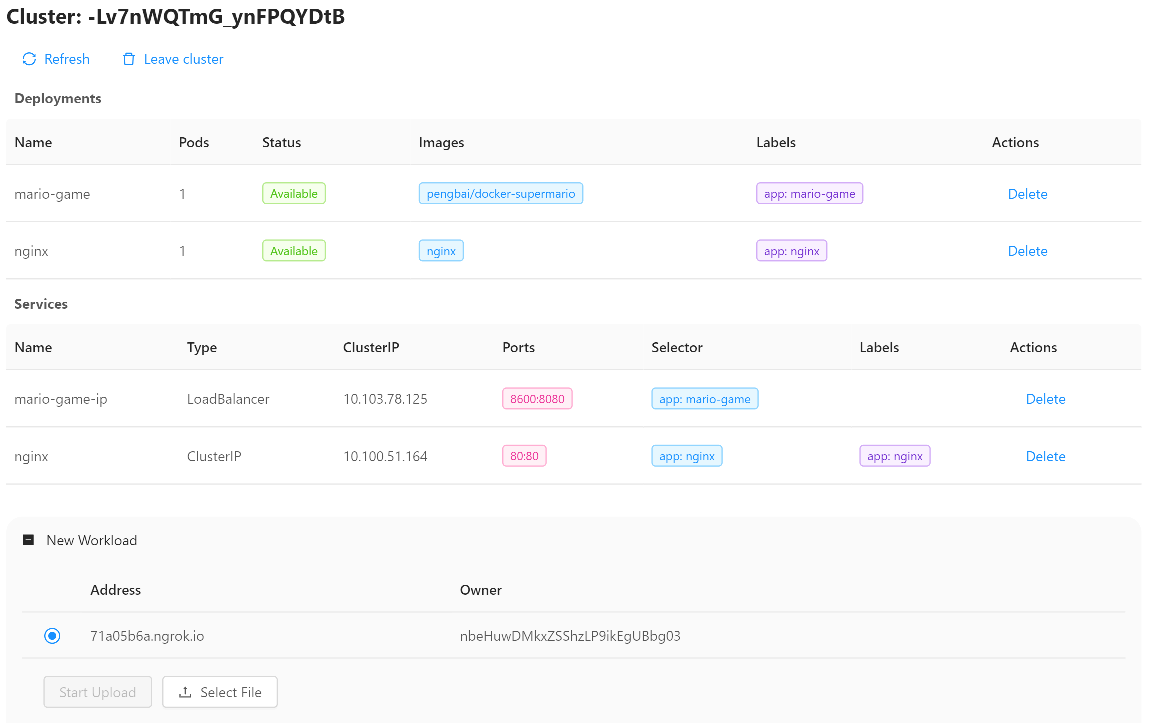 Cluster: -Lv7nWQTmG_ynFPQYDtB
Refresh Leave cluster
Deployments
Name Pods Status Images Labels Actions
mario-game 1 Available pengbai/docker-supermario app: mario-game Delete
nginx 1 Available nginx app: nginx Delete
Services
Name Type ClusterIP Ports Selector Labels Actions
mario-game-ip LoadBalancer 10.103.78.125 8600:8080 app: mario-game Delete
nginx ClusterIP 10.100.51.164 80:80 app: nginx app: nginx Delete
New Workload
Address Owner
71a05b6a.ngrok.io nbeHuwDMkxZSShzLP9ikEgUBbg03
Start Upload Select File